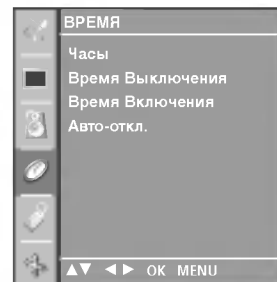 ВРЕМЯ
Часы
Время Выключения
Время Включения
Авто-откл.
▲▼ ◄► OK MENU